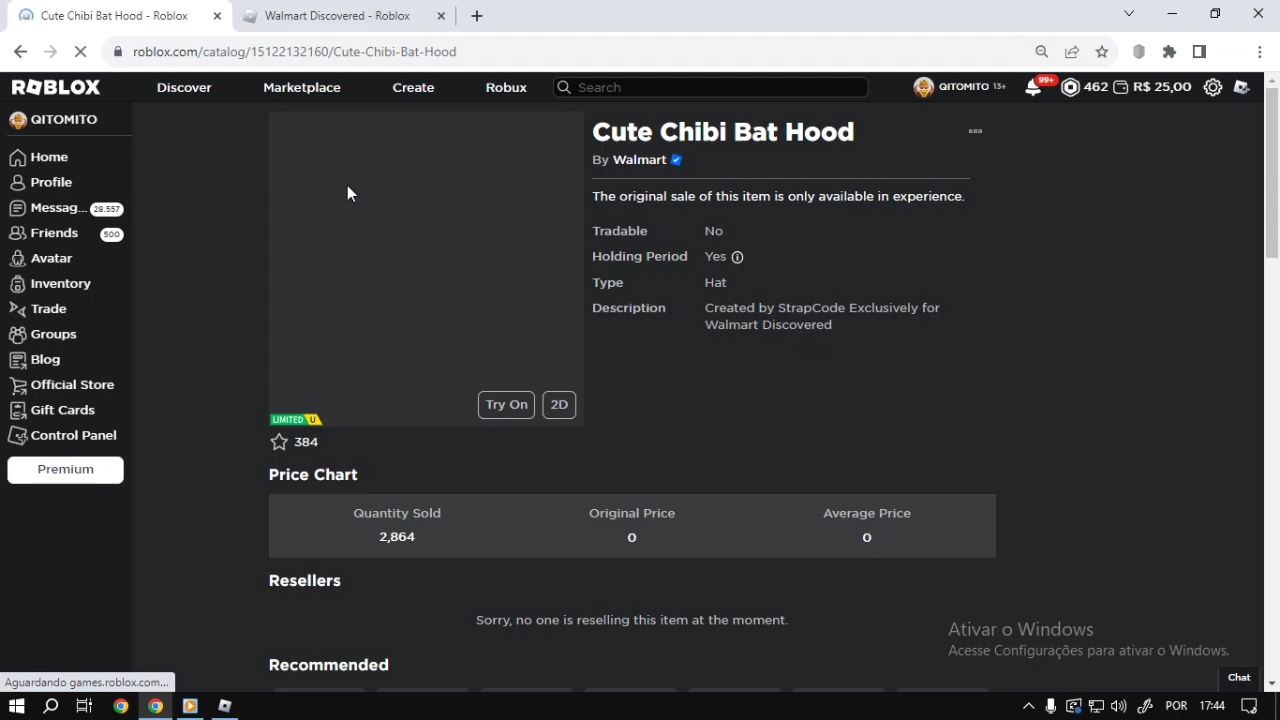 Cute Chibi Bat Hood - Roblox
Walmart Discovered - Roblox
roblox.com/catalog/15122132160/Cute-Chibi-Bat-Hood
ROBLOX Discover Marketplace Create Robux Search QITOMITO 13+ 99+ 462 R$ 25,00
QITOMITO
Home
Profile
Messag... 28.557
Friends 500
Avatar
Inventory
Trade
Groups
Blog
Official Store
Gift Cards
Control Panel
Premium
Cute Chibi Bat Hood
By Walmart
The original sale of this item is only available in experience.
Tradable No
Holding Period Yes
Type Hat
Description Created by StrapCode Exclusively for
Walmart Discovered
Try On 2D
LIMITED U
384
Price Chart
Quantity Sold Original Price Average Price
2,864 0 0
Resellers
Sorry, no one is reselling this item at the moment.
Recommended
Ativar o Windows
Acesse Configurações para ativar o Windows.
Chat
Aguardando games.roblox.com...
POR 17:44